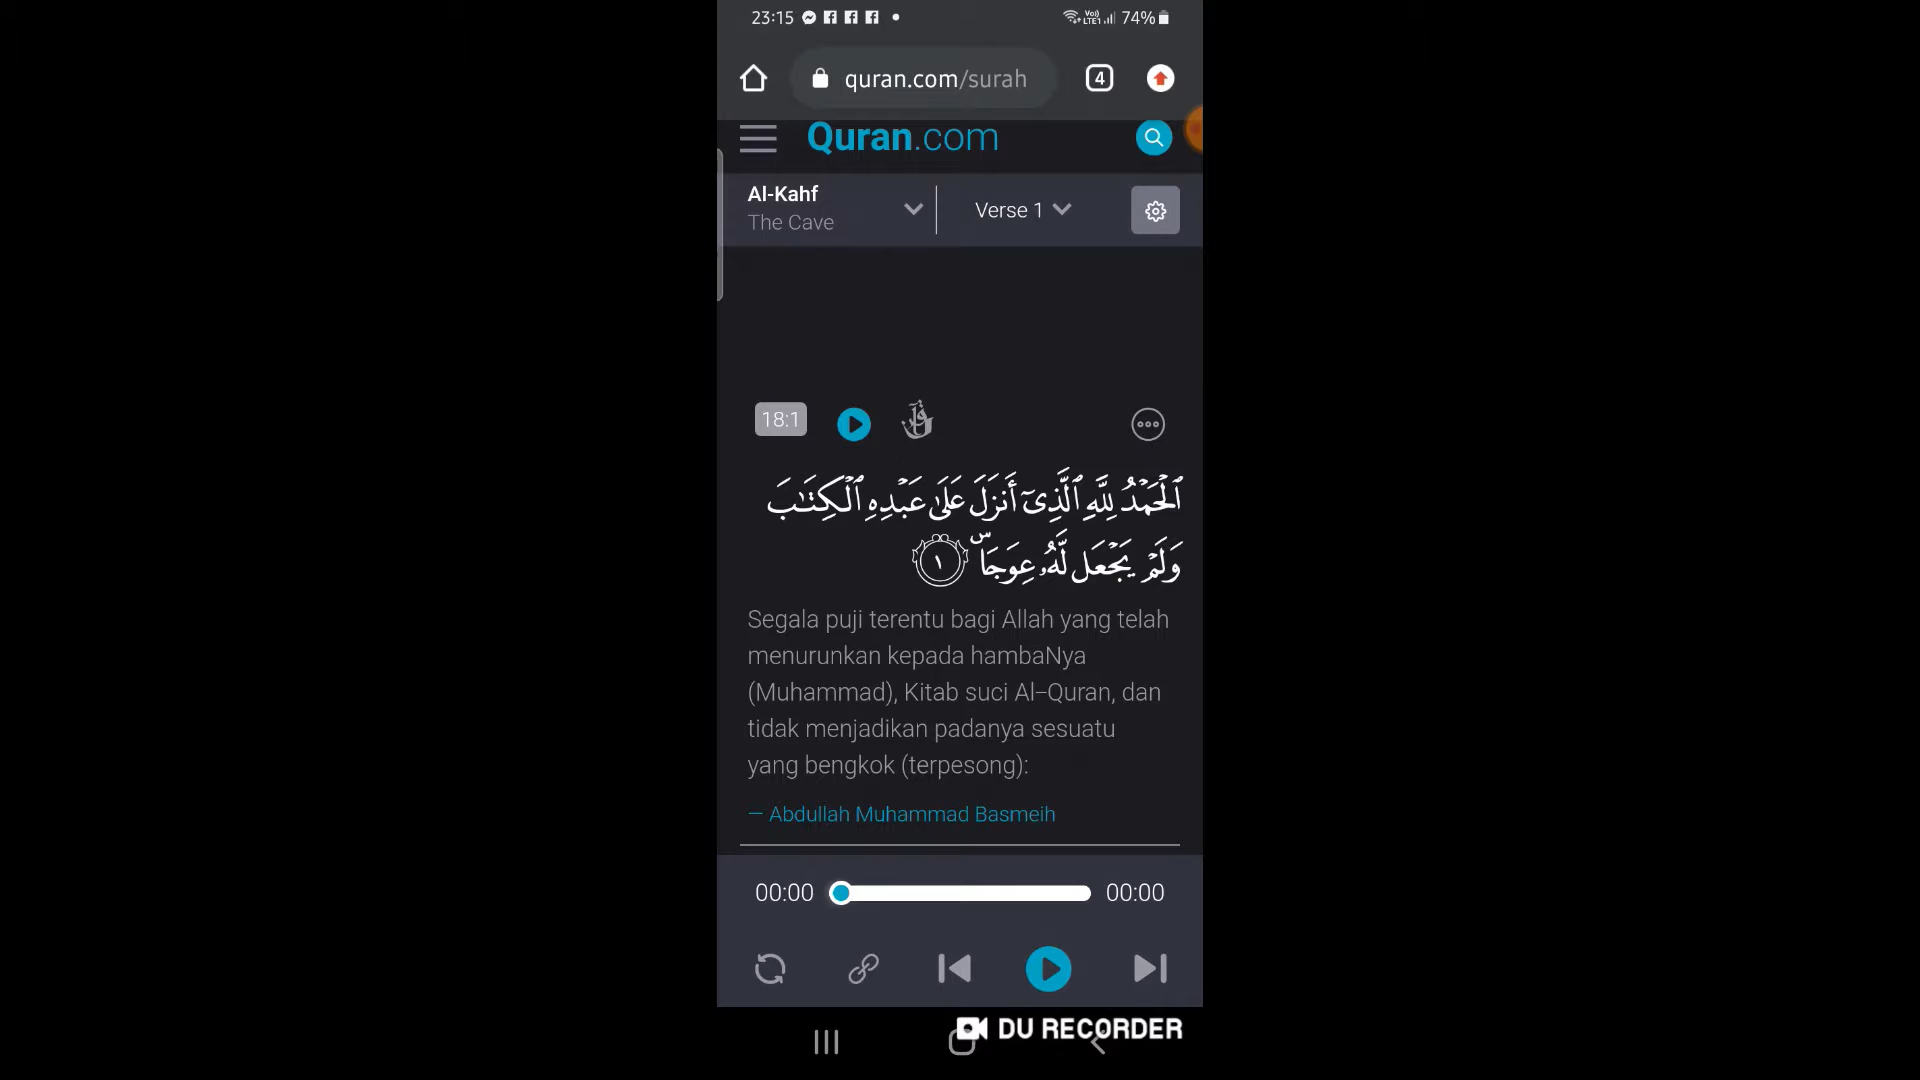 23:15
VoLTE1 74%
quran.com/surah
4
Quran.com
Al-Kahf
The Cave
Verse 1
18:1
ٱلْحَمْدُ لِلَّهِ ٱلَّذِىٓ أَنزَلَ عَلَىٰ عَبْدِهِ ٱلْكِتَـٰبَ
وَلَمْ يَجْعَل لَّهُۥ عِوَجَاۜ ١
Segala puji terentu bagi Allah yang telah
menurunkan kepada hambaNya
(Muhammad), Kitab suci Al–Quran, dan
tidak menjadikan padanya sesuatu
yang bengkok (terpesong):
— Abdullah Muhammad Basmeih
00:00 00:00
DU RECORDER